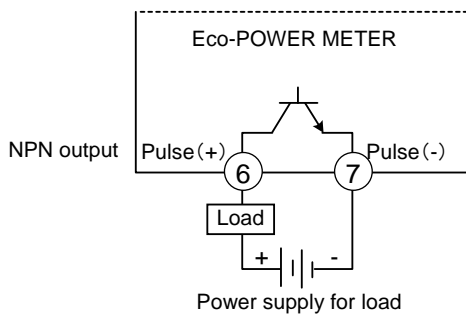 Eco-POWER METER
NPN output
Pulse(+)
Pulse(-)
6
7
Load
+
-
Power supply for load